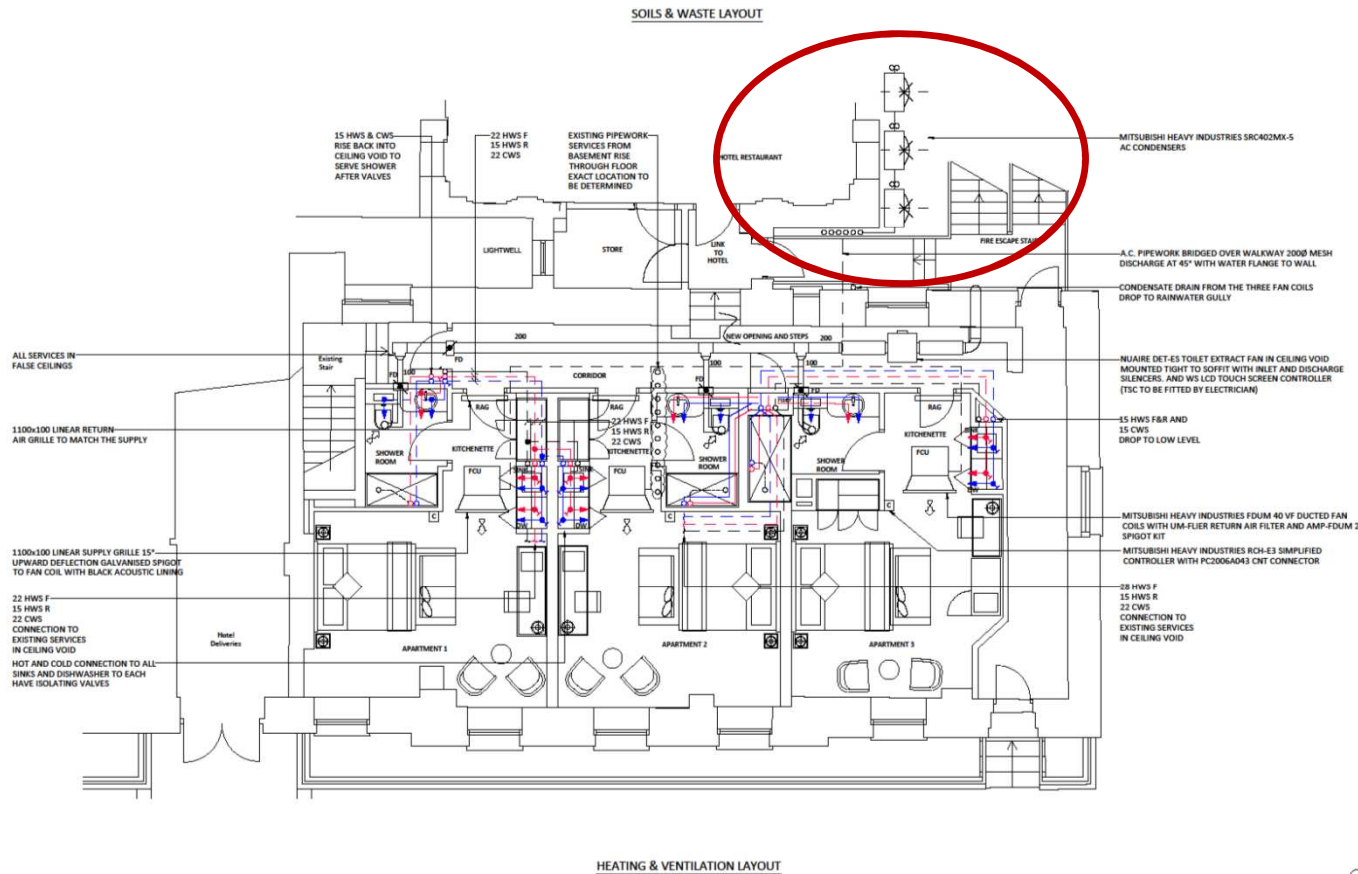 SOILS & WASTE LAYOUT
15 HWS & CWS
RISE BACK INTO
CEILING VOID TO
SERVE SHOWER
AFTER VALVES
22 HWS F
15 HWS R
22 CWS
EXISTING PIPEWORK
SERVICES FROM
BASEMENT RISE
THROUGH FLOOR
EXACT LOCATION TO
BE DETERMINED
HOTEL RESTAURANT
MITSUBISHI HEAVY INDUSTRIES SRC402MX-5
AC CONDENSERS
LIGHTWELL
STORE
LINK
TO
HOTEL
FIRE ESCAPE STAIR
A.C. PIPEWORK BRIDGED OVER WALKWAY 200Ø MESH
DISCHARGE AT 45° WITH WATER FLANGE TO WALL
CONDENSATE DRAIN FROM THE THREE FAN COILS
DROP TO RAINWATER GULLY
ALL SERVICES IN
FALSE CEILINGS
Existing
Stair
200
NEW OPENING AND STEPS
200
FD
100
100
100
FD
FD
FD
CORRIDOR
NUAIRE DET-ES TOILET EXTRACT FAN IN CEILING VOID
MOUNTED TIGHT TO SOFFIT WITH INLET AND DISCHARGE
SILENCERS. AND WS LCD TOUCH SCREEN CONTROLLER
(TSC TO BE FITTED BY ELECTRICIAN)
1100x100 LINEAR RETURN
AIR GRILLE TO MATCH THE SUPPLY
RAG
RAG
RAG
22 HWS F
15 HWS R
22 CWS
KITCHENETTE
KITCHENETTE
KITCHENETTE
15 HWS F&R AND
15 CWS
DROP TO LOW LEVEL
SHOWER
ROOM
SHOWER
ROOM
SHOWER
ROOM
FCU
SINK
SINK
FCU
FCU
SINK
DW
DW
DW
C
C
C
MITSUBISHI HEAVY INDUSTRIES FDUM 40 VF DUCTED FAN
COILS WITH UM-FLIER RETURN AIR FILTER AND AMP-FDUM 2
SPIGOT KIT
MITSUBISHI HEAVY INDUSTRIES RCH-E3 SIMPLIFIED
CONTROLLER WITH PC2006A043 CNT CONNECTOR
1100x100 LINEAR SUPPLY GRILLE 15°
UPWARD DEFLECTION GALVANISED SPIGOT
TO FAN COIL WITH BLACK ACOUSTIC LINING
22 HWS F
15 HWS R
22 CWS
CONNECTION TO
EXISTING SERVICES
IN CEILING VOID
28 HWS F
15 HWS R
22 CWS
CONNECTION TO
EXISTING SERVICES
IN CEILING VOID
Hotel
Deliveries
APARTMENT 1
APARTMENT 2
APARTMENT 3
HOT AND COLD CONNECTION TO ALL
SINKS AND DISHWASHER TO EACH
HAVE ISOLATING VALVES
HEATING & VENTILATION LAYOUT